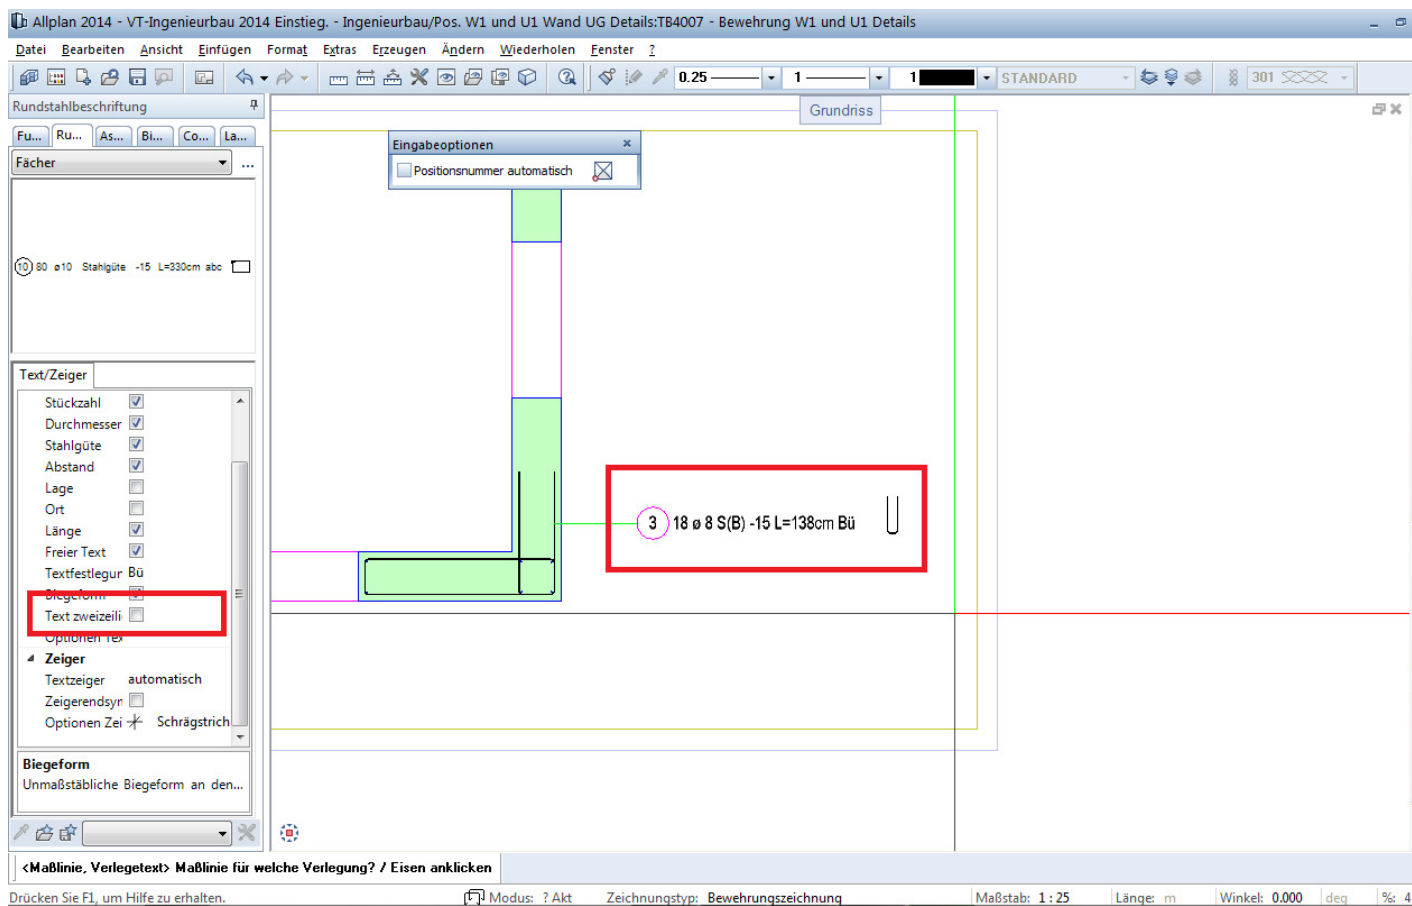 Allplan 2014 - VT-Ingenieurbau 2014 Einstieg. - Ingenieurbau/Pos. W1 und U1 Wand UG Details:TB4007 - Bewehrung W1 und U1 Details
Datei Bearbeiten Ansicht Einfügen Format Extras Erzeugen Ändern Wiederholen Fenster ?
0.25 1 1 STANDARD 301
Rundstahlbeschriftung
Grundriss
Fu... Ru... As... Bi... Co... La...
Fächer ...
Eingabeoptionen
Positionsnummer automatisch
10 80 ø10 Stahlgüte -15 L=330cm abc
Text/Zeiger
Stückzahl
Durchmesser
Stahlgüte
Abstand
Lage
Ort
Länge
Freier Text
Textfestlegur Bü
Biegeform
Text zweizeili
Optionen Tex
3 18 ø 8 S(B) -15 L=138cm Bü
Zeiger
Textzeiger automatisch
Zeigerendsyr
Optionen Zei Schrägstrich
Biegeform
Unmaßstäbliche Biegeform an den...
<Maßlinie, Verlegetext> Maßlinie für welche Verlegung? / Eisen anklicken
Drücken Sie F1, um Hilfe zu erhalten. Modus: ? Akt Zeichnungstyp: Bewehrungszeichnung Maßstab: 1 : 25 Länge: m Winkel: 0.000 deg %: 4